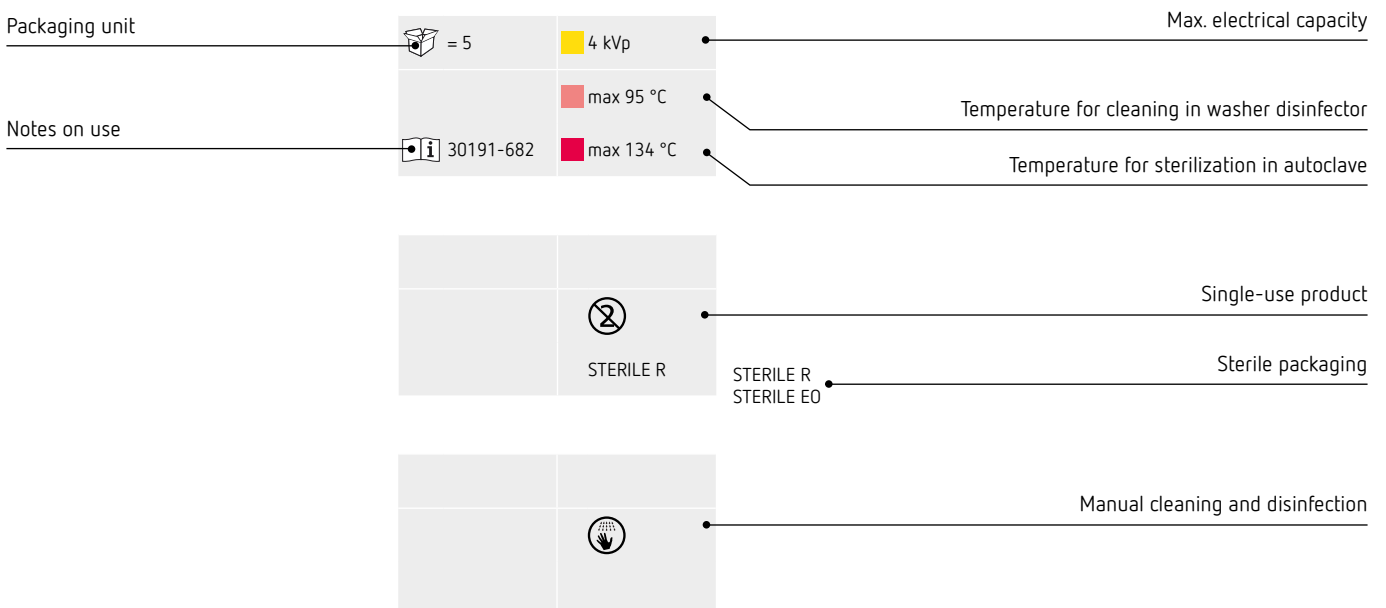 Packaging unit
= 5
4 kVp
Max. electrical capacity
max 95 °C
Temperature for cleaning in washer disinfector
Notes on use
i 30191-682
max 134 °C
Temperature for sterilization in autoclave
2
Single-use product
STERILE R
STERILE R
STERILE EO
Sterile packaging
Manual cleaning and disinfection